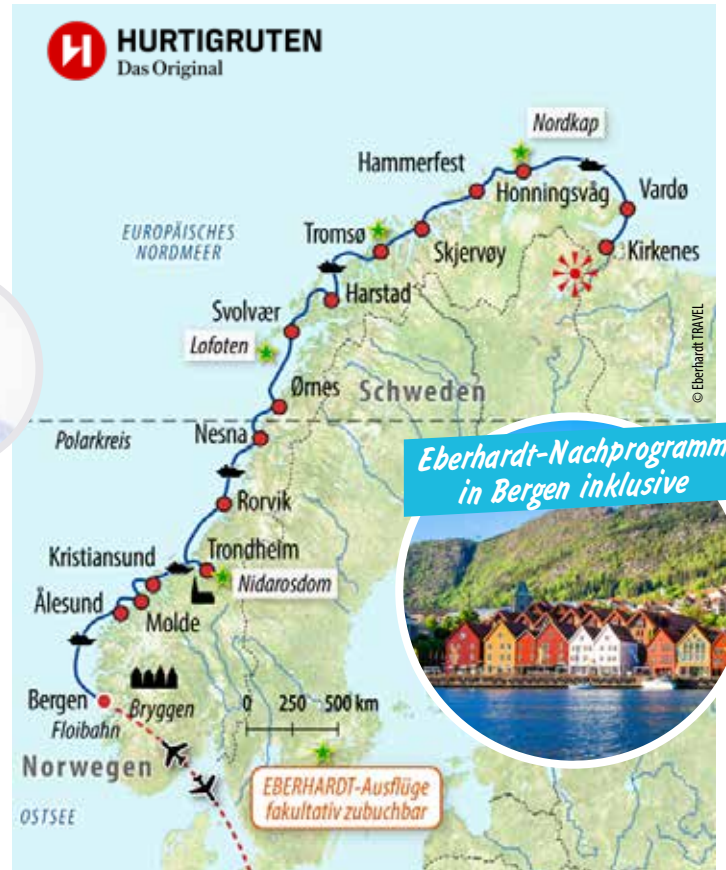 HURTIGRUTEN
Das Original
Nordkap
Hammerfest
Honningsvåg
Vardø
EUROPÄISCHES
NORDMEER
Tromsø
Skjervøy
Kirkenes
Harstad
Svolvær
Lofoten
© Eberhardt TRAVEL
Ørnes
Schweden
Polarkreis
Nesna
Eberhardt-Nachprogramm
in Bergen inklusive
Rorvik
Kristiansund
Trondheim
Nidarosdom
Ålesund
Molde
Bergen
Bryggen
Floibahn
0 250 500 km
Norwegen
EBERHARDT-Ausflüge
fakultativ zubuchbar
OSTSEE